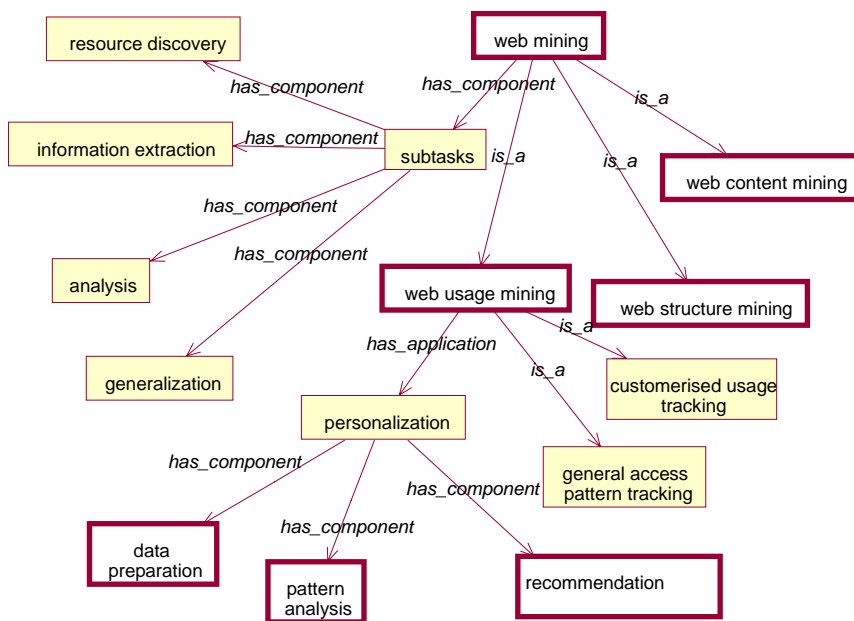 resource discovery
web mining
has_component
has_component
is_a
information extraction
has_component
subtasks
is_a
is_a
web content mining
has_component
has_component
analysis
web usage mining
web structure mining
is_a
has_application
generalization
is_a
customerised usage
tracking
personalization
has_component
general access
pattern tracking
has_component
has_component
data
preparation
pattern
analysis
recommendation